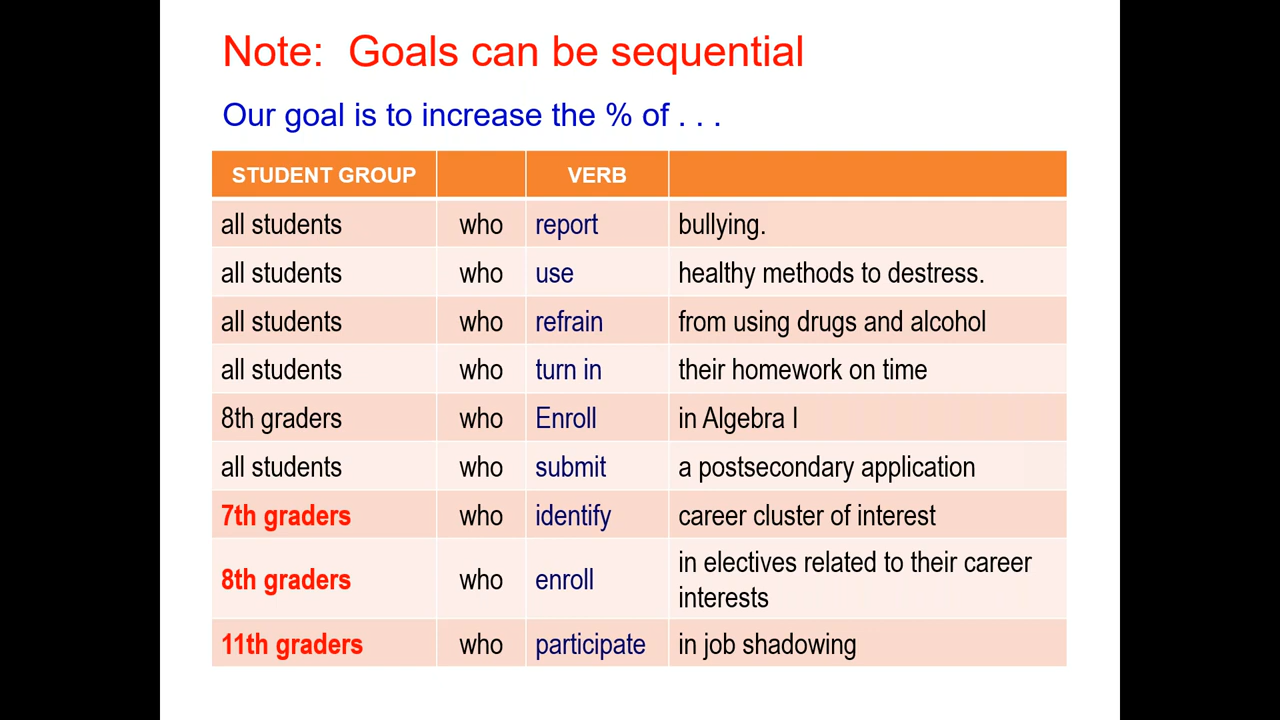 Note: Goals can be sequential
Our goal is to increase the % of . . .
STUDENT GROUP VERB
all students who report bullying.
all students who use healthy methods to destress.
all students who refrain from using drugs and alcohol
all students who turn in their homework on time
8th graders who Enroll in Algebra I
all students who submit a postsecondary application
7th graders who identify career cluster of interest
8th graders who enroll in electives related to their career
interests
11th graders who participate in job shadowing